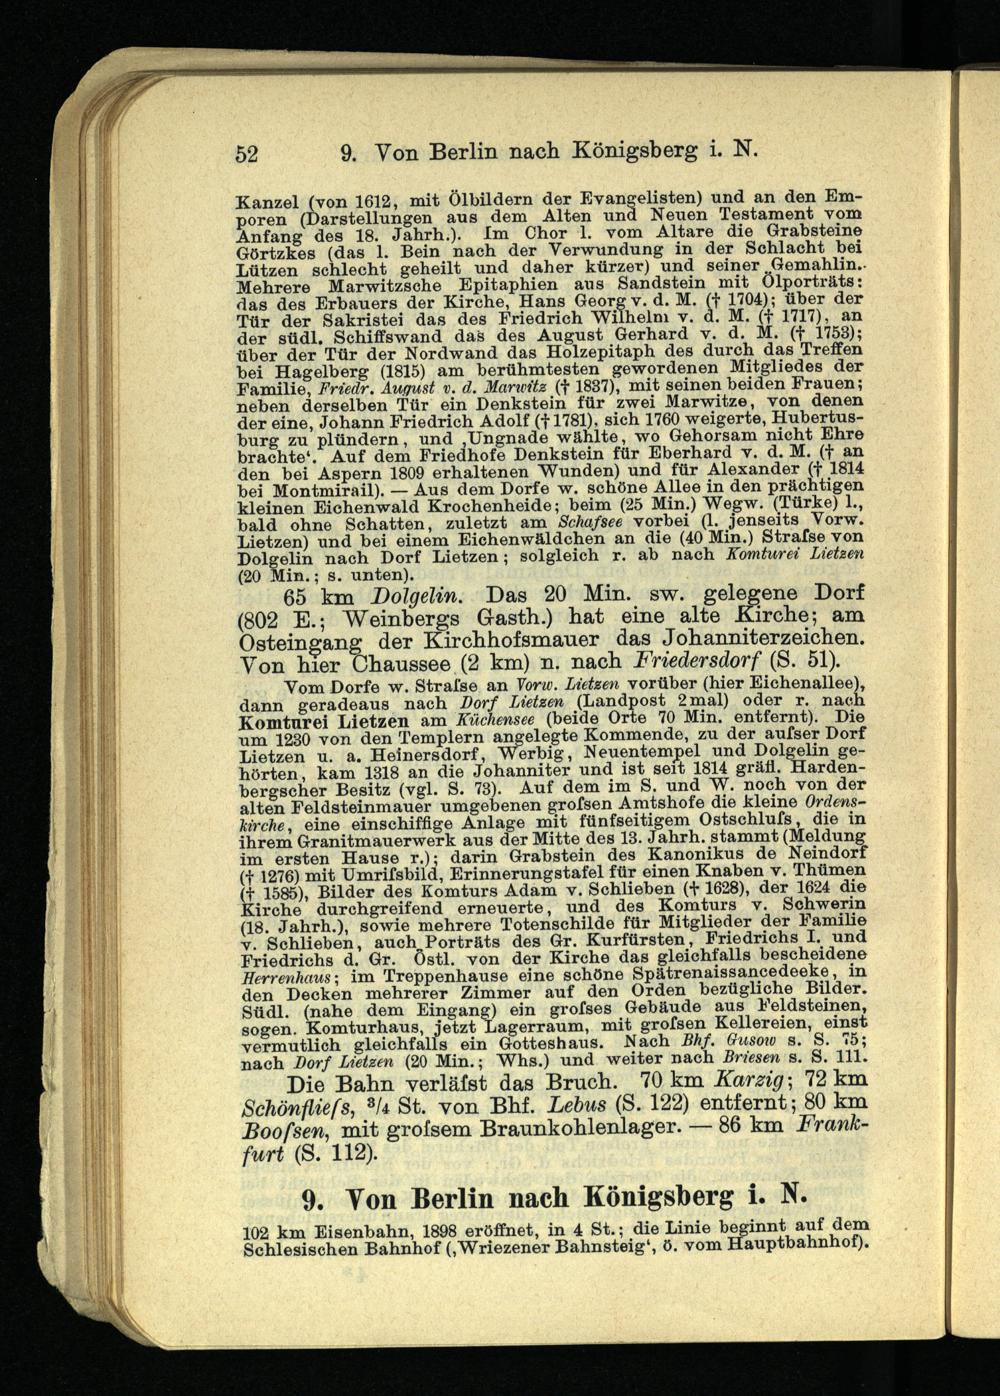 52 9. Von Berlin nach Königsberg i. N.
Kanzel (von 1612, mit Ölbildern der Evangelisten) und an den Em-
poren (Darstellungen aus dem Alten und Neuen Testament vom
Anfang des 18. Jahrh.). Im Chor l. vom Altare die Grabsteine
Görtzkes (das l. Bein nach der Verwundung in der Schlacht bei
Lützen schlecht geheilt und daher kürzer) und seiner Gemahlin.
Mehrere Marwitzsche Epitaphien aus Sandstein mit Ölporträts:
das des Erbauers der Kirche, Hans Georg v. d. M. († 1704); über der
Tür der Sakristei das des Friedrich Wilhelm v. d. M. († 1717), an
der südl. Schiffswand das des August Gerhard v. d. M. († 1753);
über der Tür der Nordwand das Holzepitaph des durch das Treffen
bei Hagelberg (1815) am berühmtesten gewordenen Mitgliedes der
Familie, Friedr. August v. d. Marwitz († 1837), mit seinen beiden Frauen;
neben derselben Tür ein Denkstein für zwei Marwitze, von denen
der eine, Johann Friedrich Adolf († 1781), sich 1760 weigerte, Hubertus-
burg zu plündern, und ‚Ungnade wählte, wo Gehorsam nicht Ehre
brachte‘. Auf dem Friedhofe Denkstein für Eberhard v. d. M. († an
den bei Aspern 1809 erhaltenen Wunden) und für Alexander († 1814
bei Montmirail). — Aus dem Dorfe w. schöne Allee in den prächtigen
kleinen Eichenwald Krochenheide; beim (25 Min.) Wegw. (Türke) l.,
bald ohne Schatten, zuletzt am Schafsee vorbei (l. jenseits Vorw.
Lietzen) und bei einem Eichenwäldchen an die (40 Min.) Straſse von
Dolgelin nach Dorf Lietzen; solgleich r. ab nach Komturei Lietzen
(20 Min.; s. unten).
65 km Dolgelin. Das 20 Min. sw. gelegene Dorf
(802 E.; Weinbergs Gasth.) hat eine alte Kirche; am
Osteingang der Kirchhofsmauer das Johanniterzeichen.
Von hier Chaussee (2 km) n. nach Friedersdorf (S. 51).
Vom Dorfe w. Straſse an Vorw. Lietzen vorüber (hier Eichenallee),
dann geradeaus nach Dorf Lietzen (Landpost 2mal) oder r. nach
Komturei Lietzen am Küchensee (beide Orte 70 Min. entfernt). Die
um 1230 von den Templern angelegte Kommende, zu der auſser Dorf
Lietzen u. a. Heinersdorf, Werbig, Neuentempel und Dolgelin ge-
hörten, kam 1318 an die Johanniter und ist seit 1814 gräfl. Harden-
bergscher Besitz (vgl. S. 73). Auf dem im S. und W. noch von der
alten Feldsteinmauer umgebenen groſsen Amtshofe die kleine Ordens-
kirche, eine einschiffige Anlage mit fünfseitigem Ostschluſs, die in
ihrem Granitmauerwerk aus der Mitte des 13. Jahrh. stammt (Meldung
im ersten Hause r.); darin Grabstein des Kanonikus de Neindorf
(† 1276) mit Umriſsbild, Erinnerungstafel für einen Knaben v. Thümen
(† 1585), Bilder des Komturs Adam v. Schlieben († 1628), der 1624 die
Kirche durchgreifend erneuerte, und des Komturs v. Schwerin
(18. Jahrh.), sowie mehrere Totenschilde für Mitglieder der Familie
v. Schlieben, auch Porträts des Gr. Kurfürsten, Friedrichs I. und
Friedrichs d. Gr. Östl. von der Kirche das gleichfalls bescheidene
Herrenhaus; im Treppenhause eine schöne Spätrenaissancedeeke, in
den Decken mehrerer Zimmer auf den Orden bezügliche Bilder.
Südl. (nahe dem Eingang) ein groſses Gebäude aus Feldsteinen,
sogen. Komturhaus, jetzt Lagerraum, mit groſsen Kellereien, einst
vermutlich gleichfalls ein Gotteshaus. Nach Bhf. Gusow s. S. 75;
nach Dorf Lietzen (20 Min.; Whs.) und weiter nach Briesen s. S. 111.
Die Bahn verläſst das Bruch. 70 km Karzig; 72 km
Schönflieſs, ³/₄ St. von Bhf. Lebus (S. 122) entfernt; 80 km
Booſsen, mit groſsem Braunkohlenlager. — 86 km Frank-
furt (S. 112).
9. Von Berlin nach Königsberg i. N.
102 km Eisenbahn, 1898 eröffnet, in 4 St.; die Linie beginnt auf dem
Schlesischen Bahnhof (‚Wriezener Bahnsteig‘, ö. vom Hauptbahnhof).